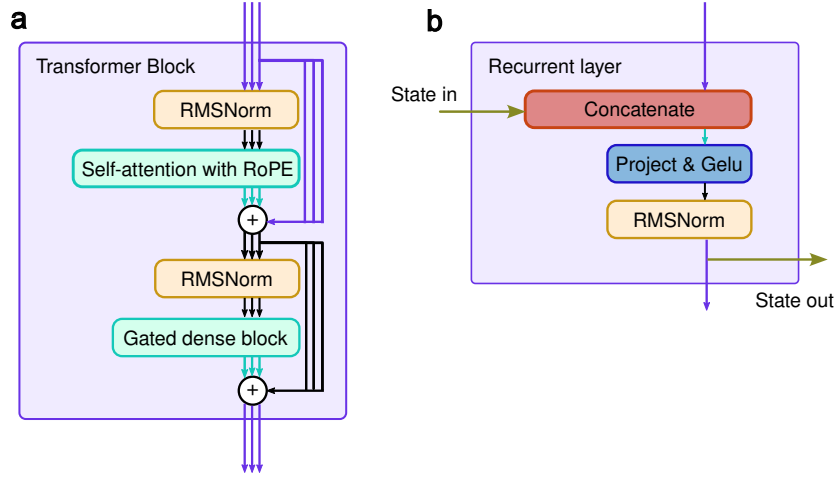 a
Transformer Block
RMSNorm
Self-attention with RoPE
+
RMSNorm
Gated dense block
+
b
Recurrent layer
State in
Concatenate
Project & Gelu
RMSNorm
State out